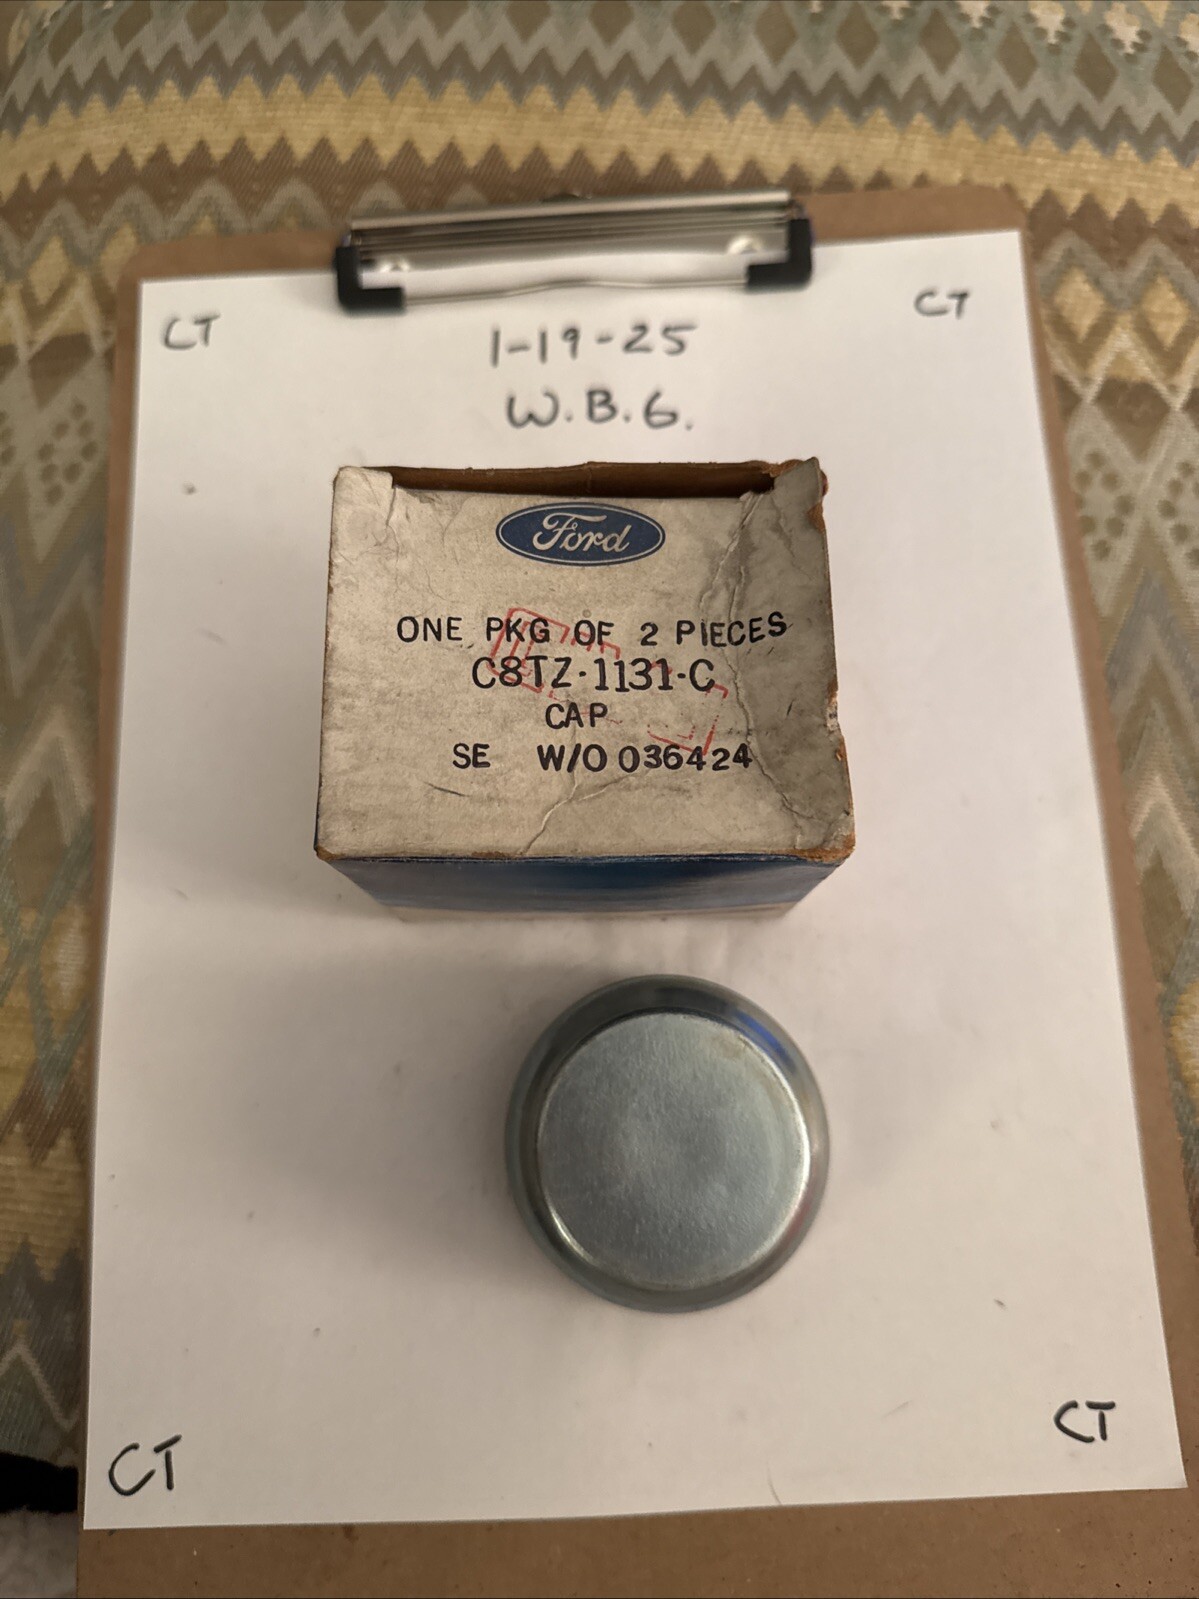 CT
CT
1-19-25
W.B.G.
Ford
ONE PKG OF 2 PIECES
C8TZ-1131-C
CAP
SE W/O 036424
CT
CT